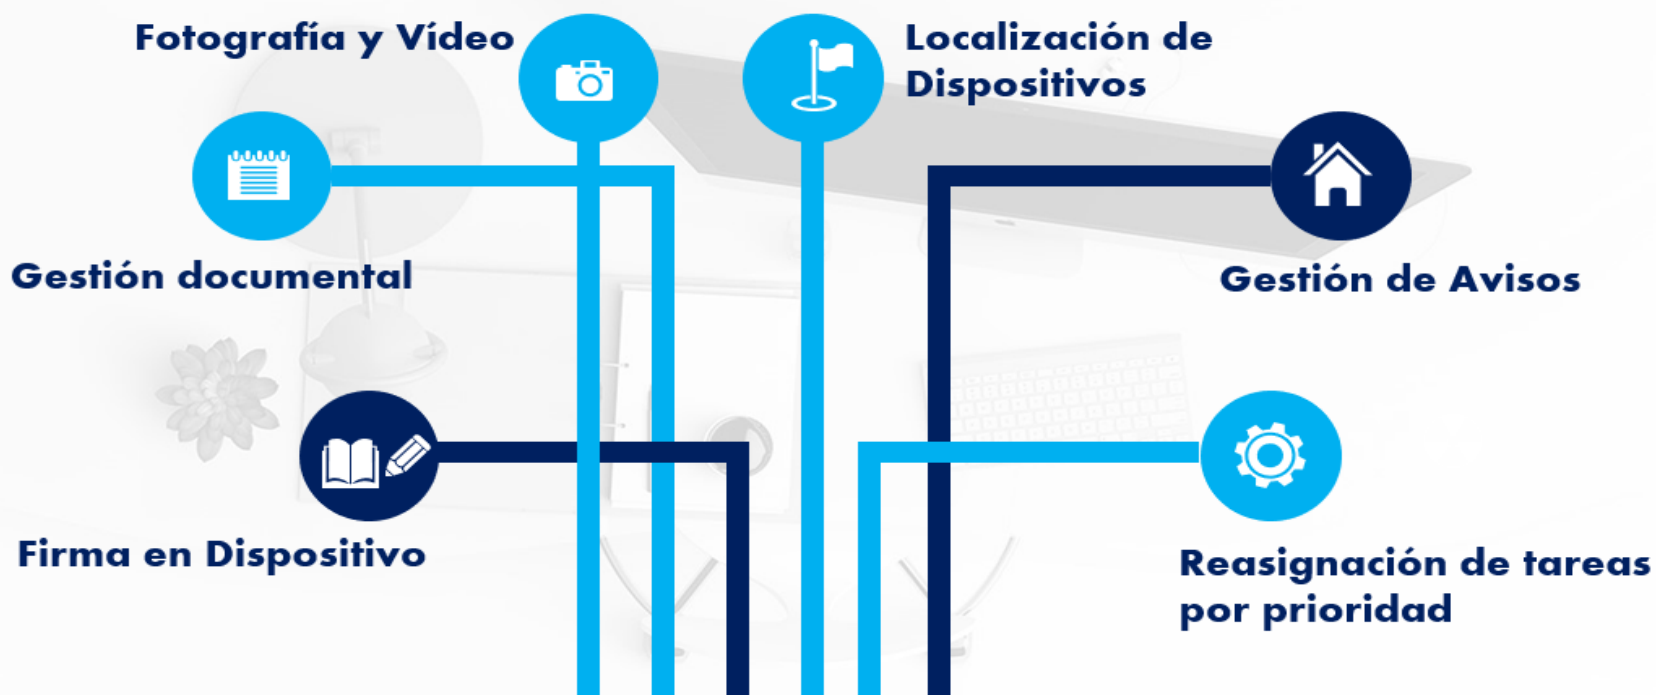 Fotografía y Vídeo
Localización de
Dispositivos
Gestión documental
Gestión de Avisos
Firma en Dispositivo
Reasignación de tareas
por prioridad